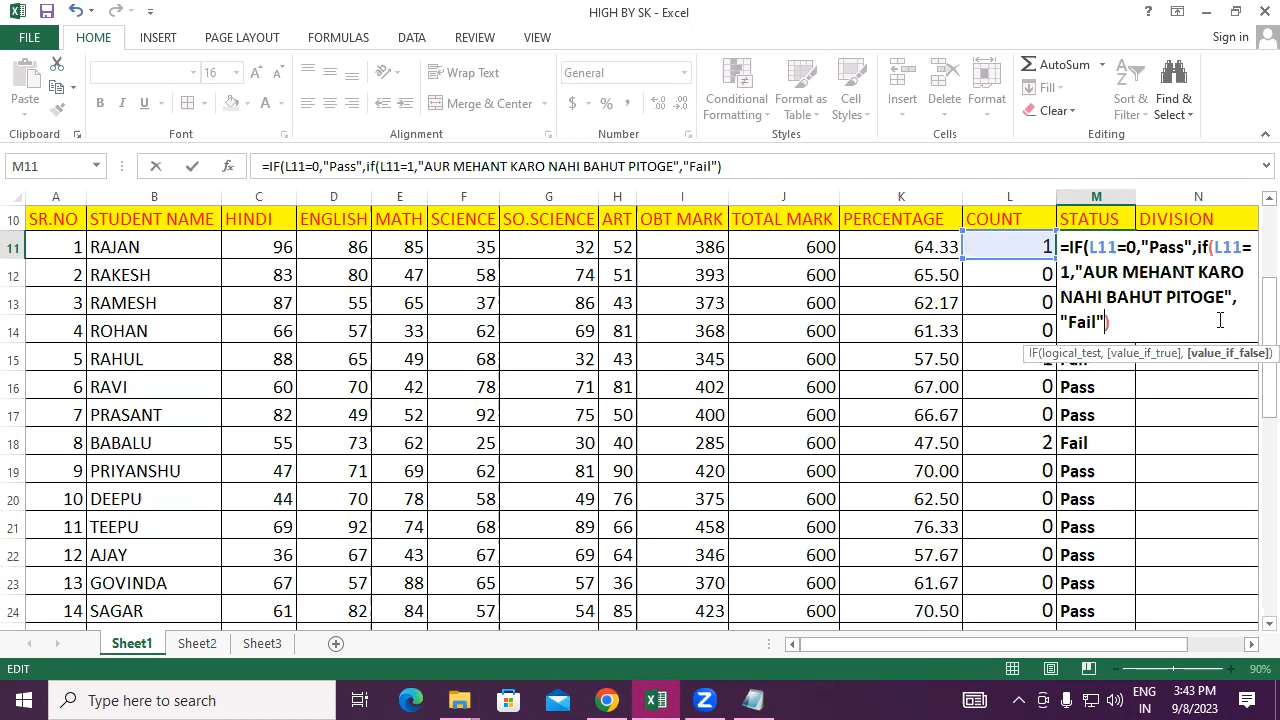 HIGH BY SK - Excel
FILE HOME INSERT PAGE LAYOUT FORMULAS DATA REVIEW VIEW Sign in
Paste 16 Wrap Text General AutoSum
Merge & Center Conditional Formatting Format as Table Cell Styles Insert Delete Format Fill Sort & Filter Find & Select
Clear
Clipboard Font Alignment Number Styles Cells Editing
M11 =IF(L11=0,"Pass",if(L11=1,"AUR MEHANT KARO NAHI BAHUT PITOGE","Fail")
A B C D E F G H I J K L M N
10 SR.NO STUDENT NAME HINDI ENGLISH MATH SCIENCE SO.SCIENCE ART OBT MARK TOTAL MARK PERCENTAGE COUNT STATUS DIVISION
11 1 RAJAN 96 86 85 35 32 52 386 600 64.33 1 =IF(L11=0,"Pass",if(L11=
12 2 RAKESH 83 80 47 58 74 51 393 600 65.50 0 1,"AUR MEHANT KARO
13 3 RAMESH 87 55 65 37 86 43 373 600 62.17 0 NAHI BAHUT PITOGE",
14 4 ROHAN 66 57 33 62 69 81 368 600 61.33 0 "Fail")
IF(logical_test, [value_if_true], [value_if_false])
15 5 RAHUL 88 65 49 68 32 43 345 600 57.50
16 6 RAVI 60 70 42 78 71 81 402 600 67.00 0 Pass
17 7 PRASANT 82 49 52 92 75 50 400 600 66.67 0 Pass
18 8 BABALU 55 73 62 25 30 40 285 600 47.50 2 Fail
19 9 PRIYANSHU 47 71 69 62 81 90 420 600 70.00 0 Pass
20 10 DEEPU 44 70 78 58 49 76 375 600 62.50 0 Pass
21 11 TEEPU 69 92 74 68 89 66 458 600 76.33 0 Pass
22 12 AJAY 36 67 43 67 69 64 346 600 57.67 0 Pass
23 13 GOVINDA 67 57 88 65 57 36 370 600 61.67 0 Pass
24 14 SAGAR 61 82 84 57 54 85 423 600 70.50 0 Pass
Sheet1 Sheet2 Sheet3
EDIT 90%
Type here to search ENG 3:43 PM
IN 9/8/2023